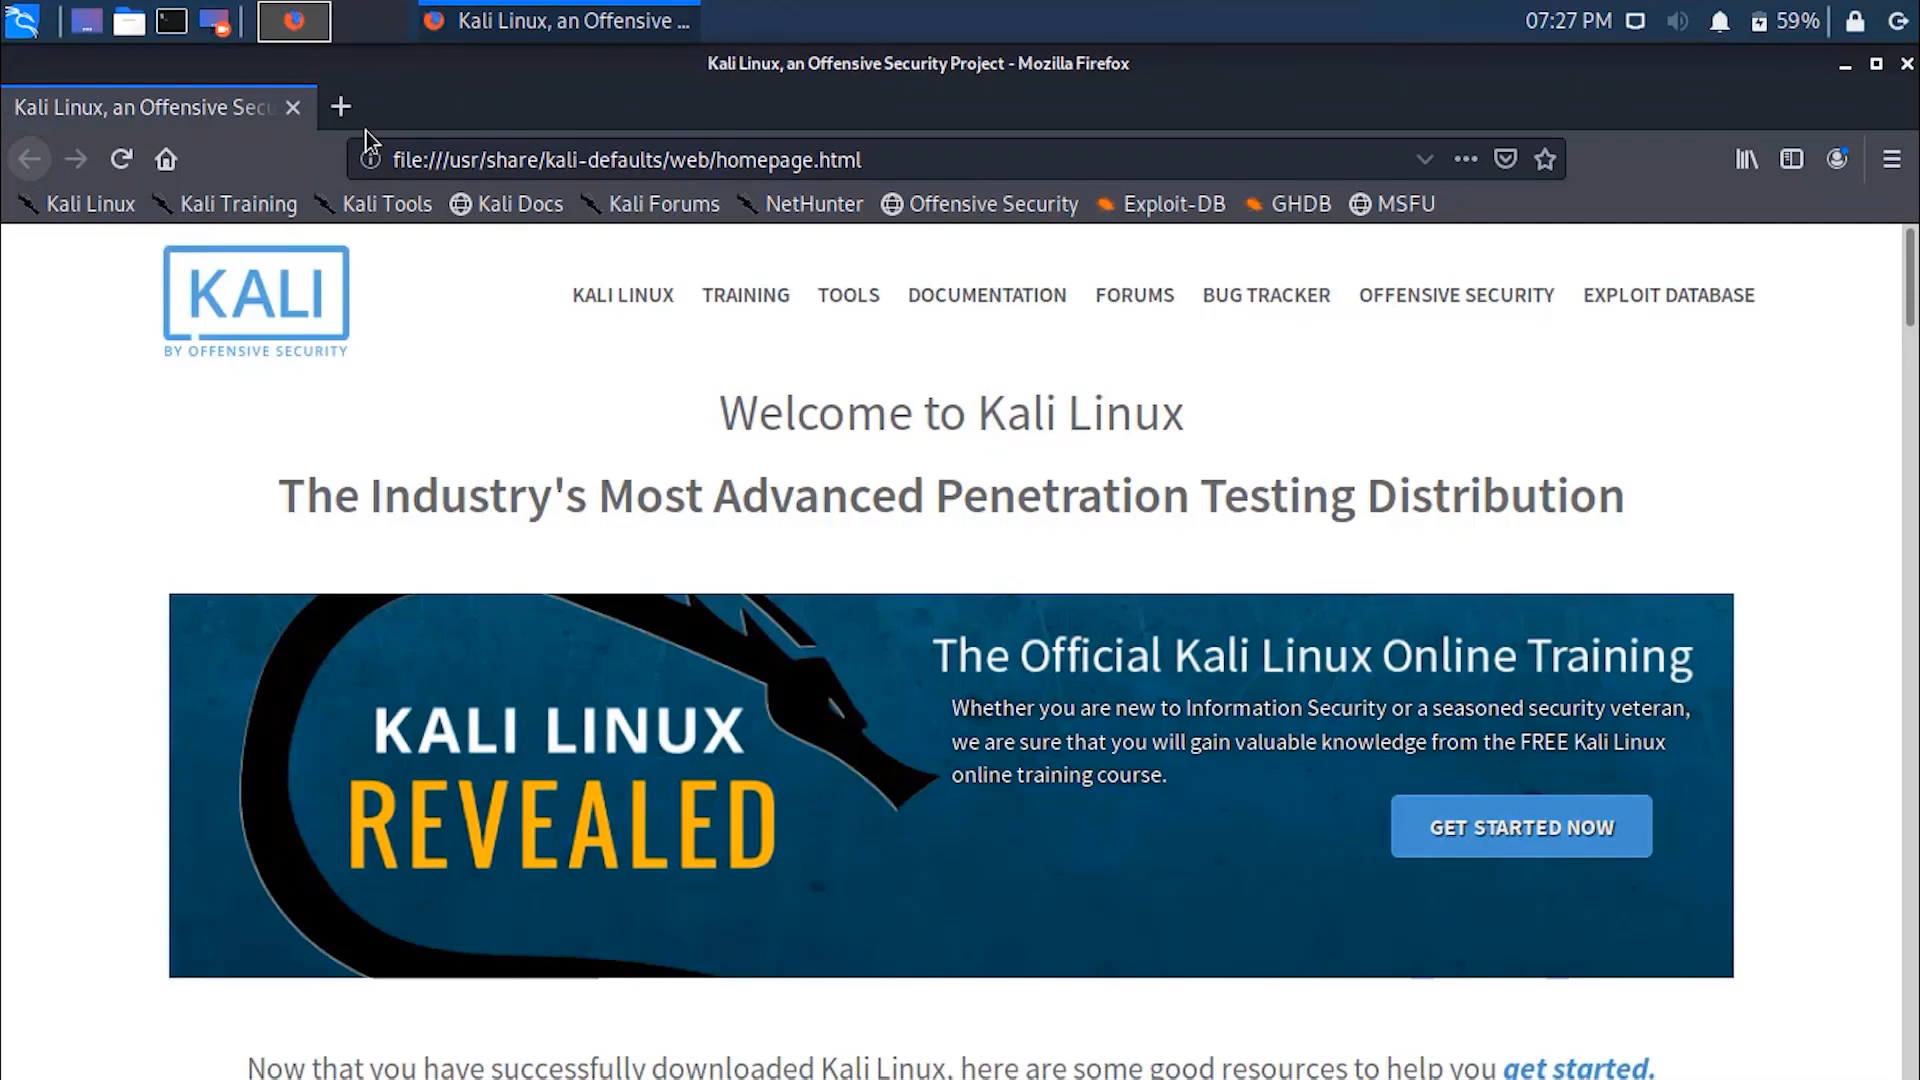 Kali Linux, an Offensive ...
07:27 PM
59%
Kali Linux, an Offensive Security Project - Mozilla Firefox
Kali Linux, an Offensive Secu
file:///usr/share/kali-defaults/web/homepage.html
Kali Linux
Kali Training
Kali Tools
Kali Docs
Kali Forums
NetHunter
Offensive Security
Exploit-DB
GHDB
MSFU
KALI
BY OFFENSIVE SECURITY
KALI LINUX
TRAINING
TOOLS
DOCUMENTATION
FORUMS
BUG TRACKER
OFFENSIVE SECURITY
EXPLOIT DATABASE
Welcome to Kali Linux
The Industry's Most Advanced Penetration Testing Distribution
KALI LINUX
REVEALED
The Official Kali Linux Online Training
Whether you are new to Information Security or a seasoned security veteran,
we are sure that you will gain valuable knowledge from the FREE Kali Linux
online training course.
GET STARTED NOW
Now that you have successfully downloaded Kali Linux, here are some good resources to help you get started.